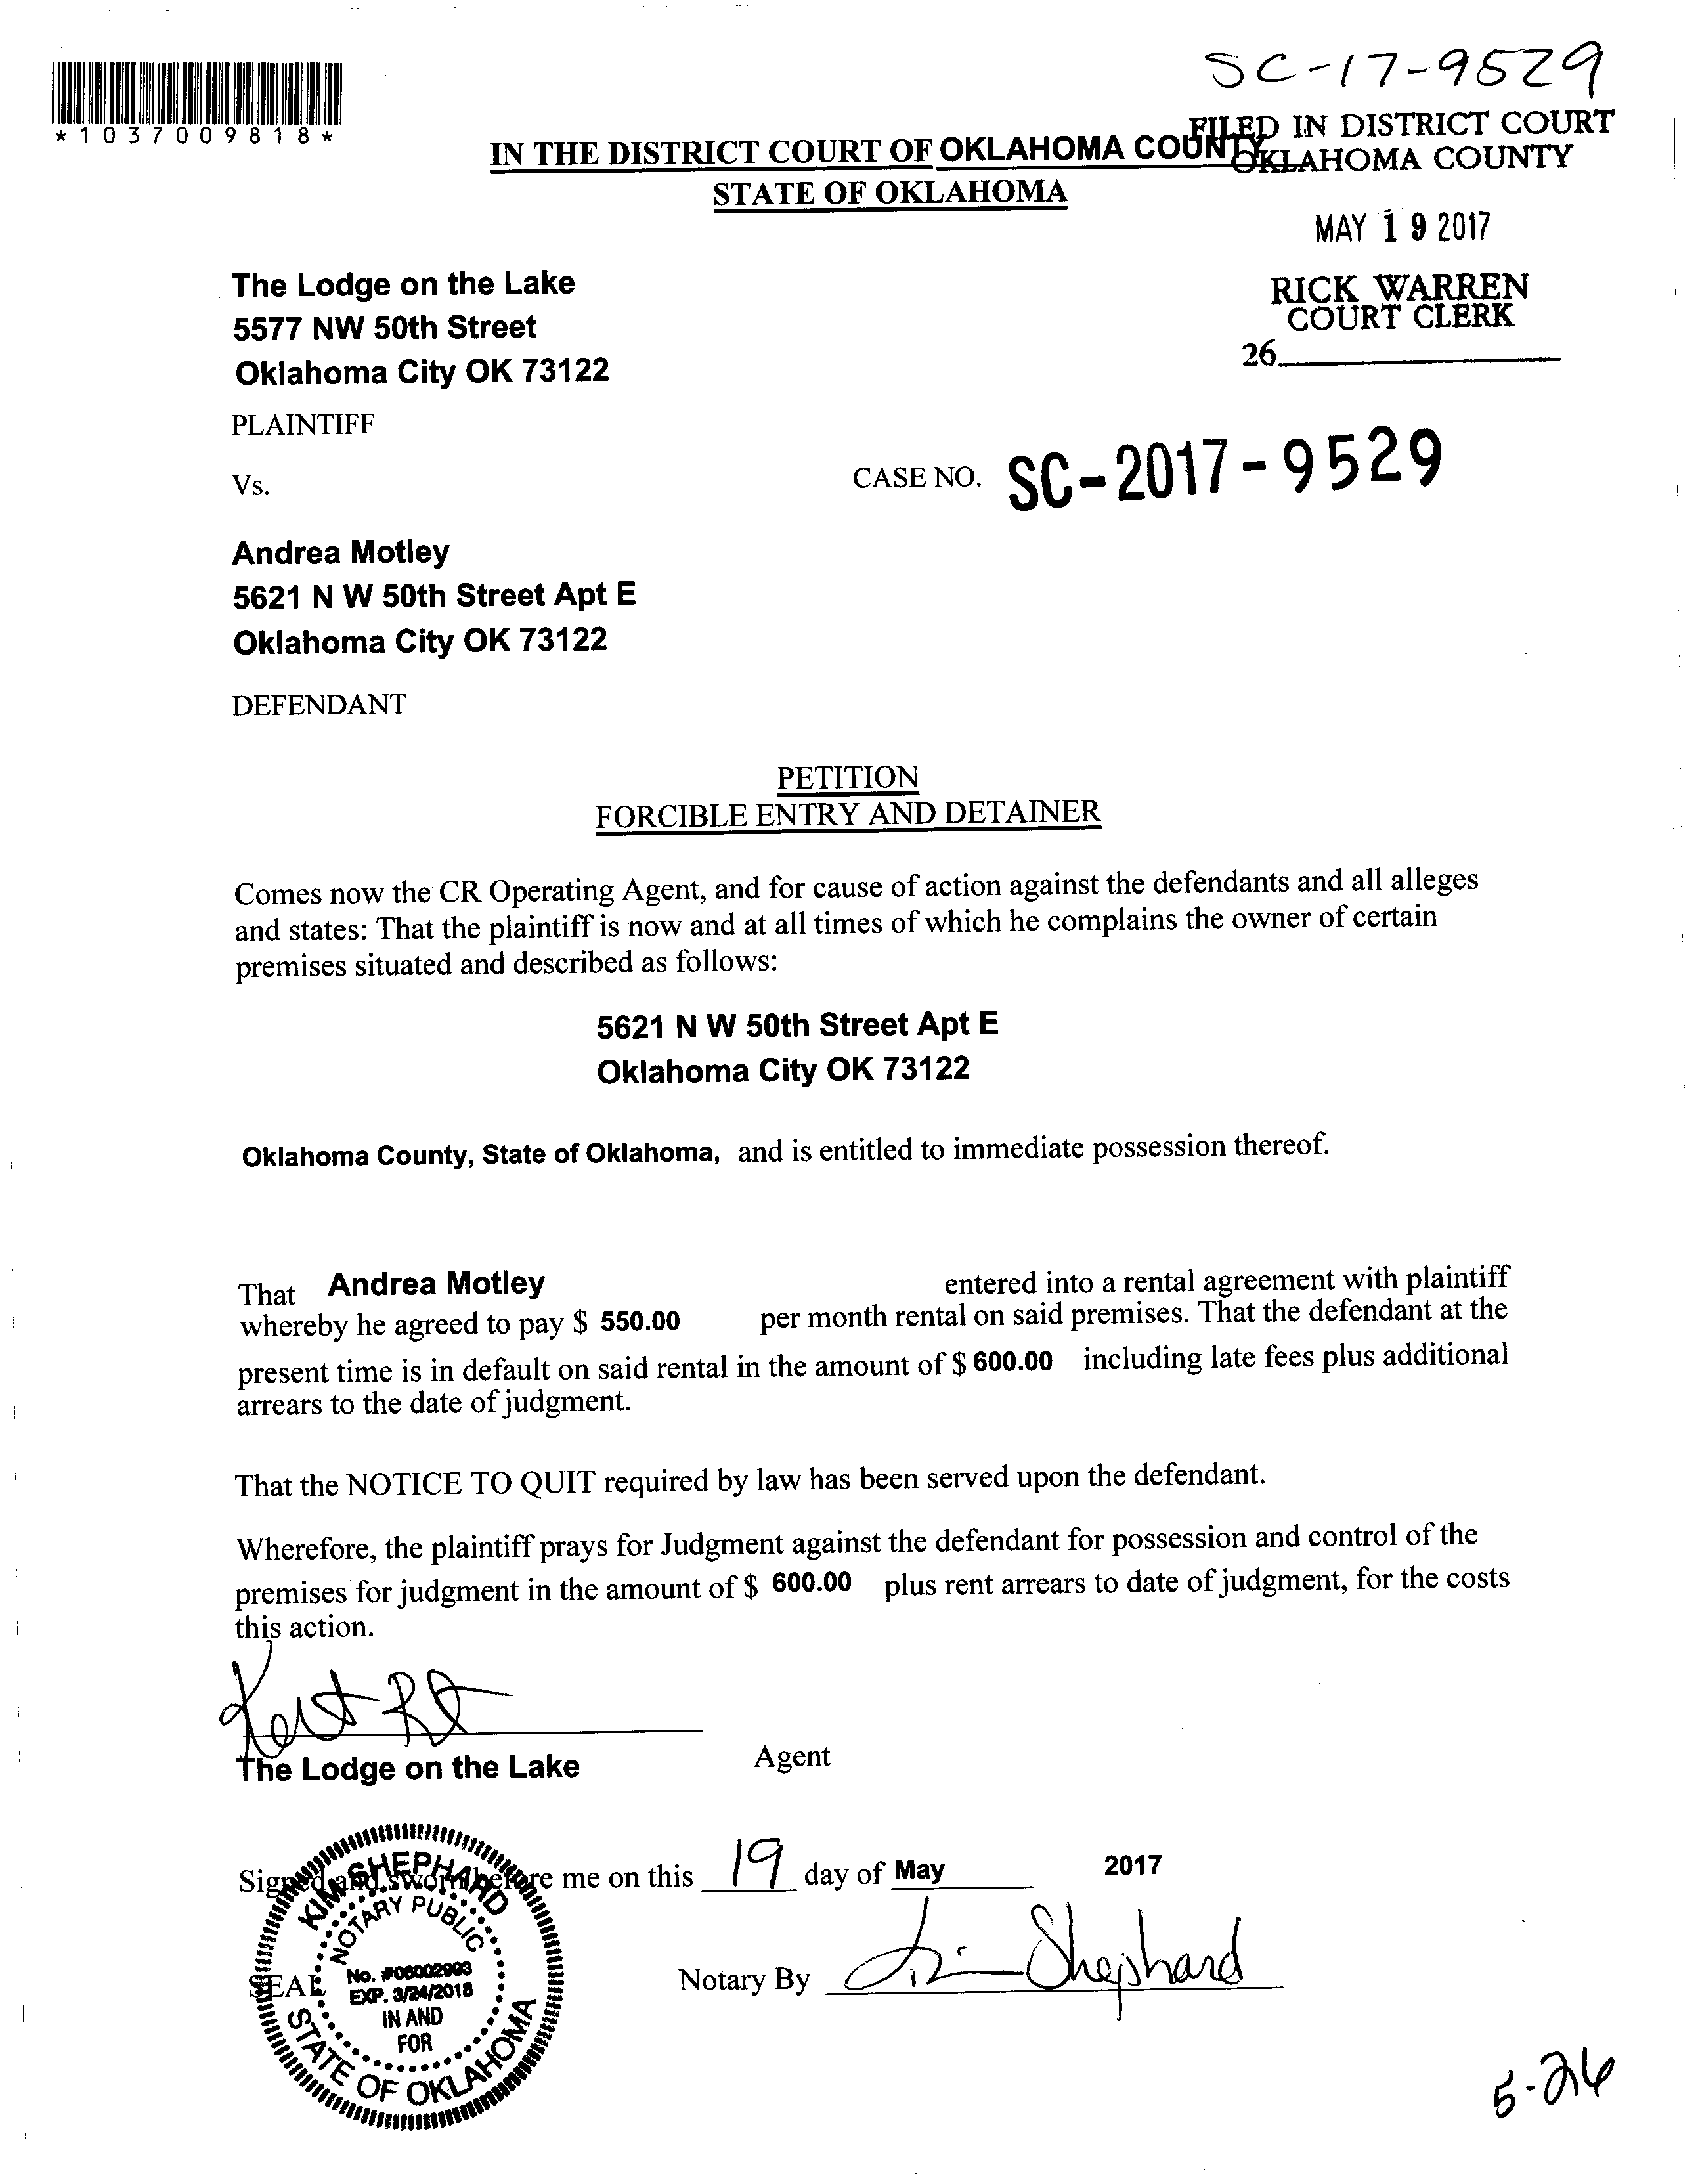 SC-17-9529
*1037009818*
IN THE DISTRICT COURT OF OKLAHOMA COUNTY
STATE OF OKLAHOMA
FILED IN DISTRICT COURT
OKLAHOMA COUNTY
MAY 19 2017
RICK WARREN
COURT CLERK
26
The Lodge on the Lake
5577 NW 50th Street
Oklahoma City OK 73122
PLAINTIFF
Vs.
CASE NO. SC-2017-9529
Andrea Motley
5621 N W 50th Street Apt E
Oklahoma City OK 73122
DEFENDANT
PETITION
FORCIBLE ENTRY AND DETAINER
Comes now the CR Operating Agent, and for cause of action against the defendants and all alleges
and states: That the plaintiff is now and at all times of which he complains the owner of certain
premises situated and described as follows:
5621 N W 50th Street Apt E
Oklahoma City OK 73122
Oklahoma County, State of Oklahoma, and is entitled to immediate possession thereof.
That Andrea Motley entered into a rental agreement with plaintiff
whereby he agreed to pay $ 550.00 per month rental on said premises. That the defendant at the
present time is in default on said rental in the amount of $ 600.00 including late fees plus additional
arrears to the date of judgment.
That the NOTICE TO QUIT required by law has been served upon the defendant.
Wherefore, the plaintiff prays for Judgment against the defendant for possession and control of the
premises for judgment in the amount of $ 600.00 plus rent arrears to date of judgment, for the costs
this action.
The Lodge on the Lake Agent
Signed and sworn before me on this 19 day of May 2017
SEAL
KIM SHEPHARD
NOTARY PUBLIC
No. #06002993
EXP. 3/24/2018
IN AND
FOR
STATE OF OKLAHOMA
Notary By Kim Shephard
5-26